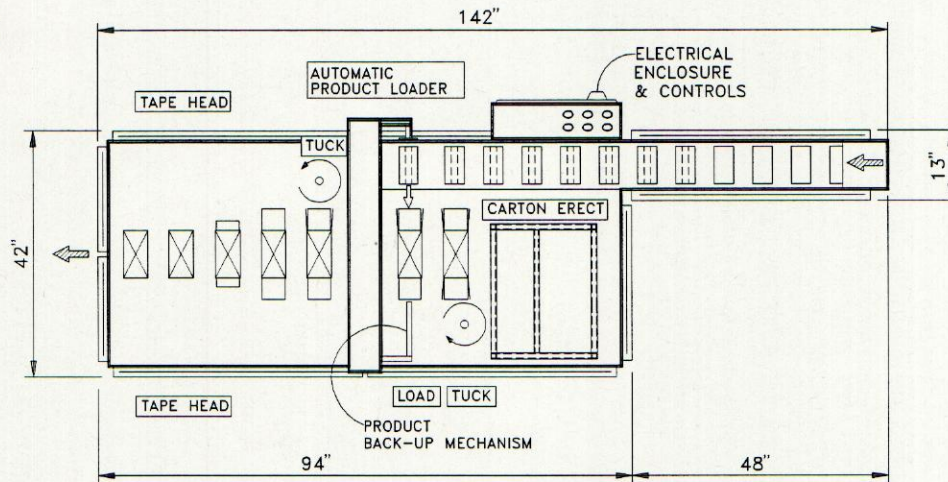 142"
AUTOMATIC
PRODUCT LOADER
ELECTRICAL
ENCLOSURE
& CONTROLS
TAPE HEAD
TUCK
13"
CARTON ERECT
42"
TAPE HEAD
LOAD
TUCK
PRODUCT
BACK-UP MECHANISM
94"
48"